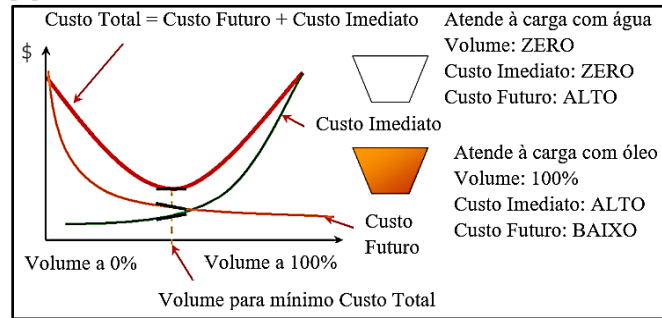 Custo Total = Custo Futuro + Custo Imediato
$
Custo Imediato
Custo
Futuro
Volume a 0%
Volume a 100%
Volume para mínimo Custo Total
Atende à carga com água
Volume: ZERO
Custo Imediato: ZERO
Custo Futuro: ALTO
Atende à carga com óleo
Volume: 100%
Custo Imediato: ALTO
Custo Futuro: BAIXO